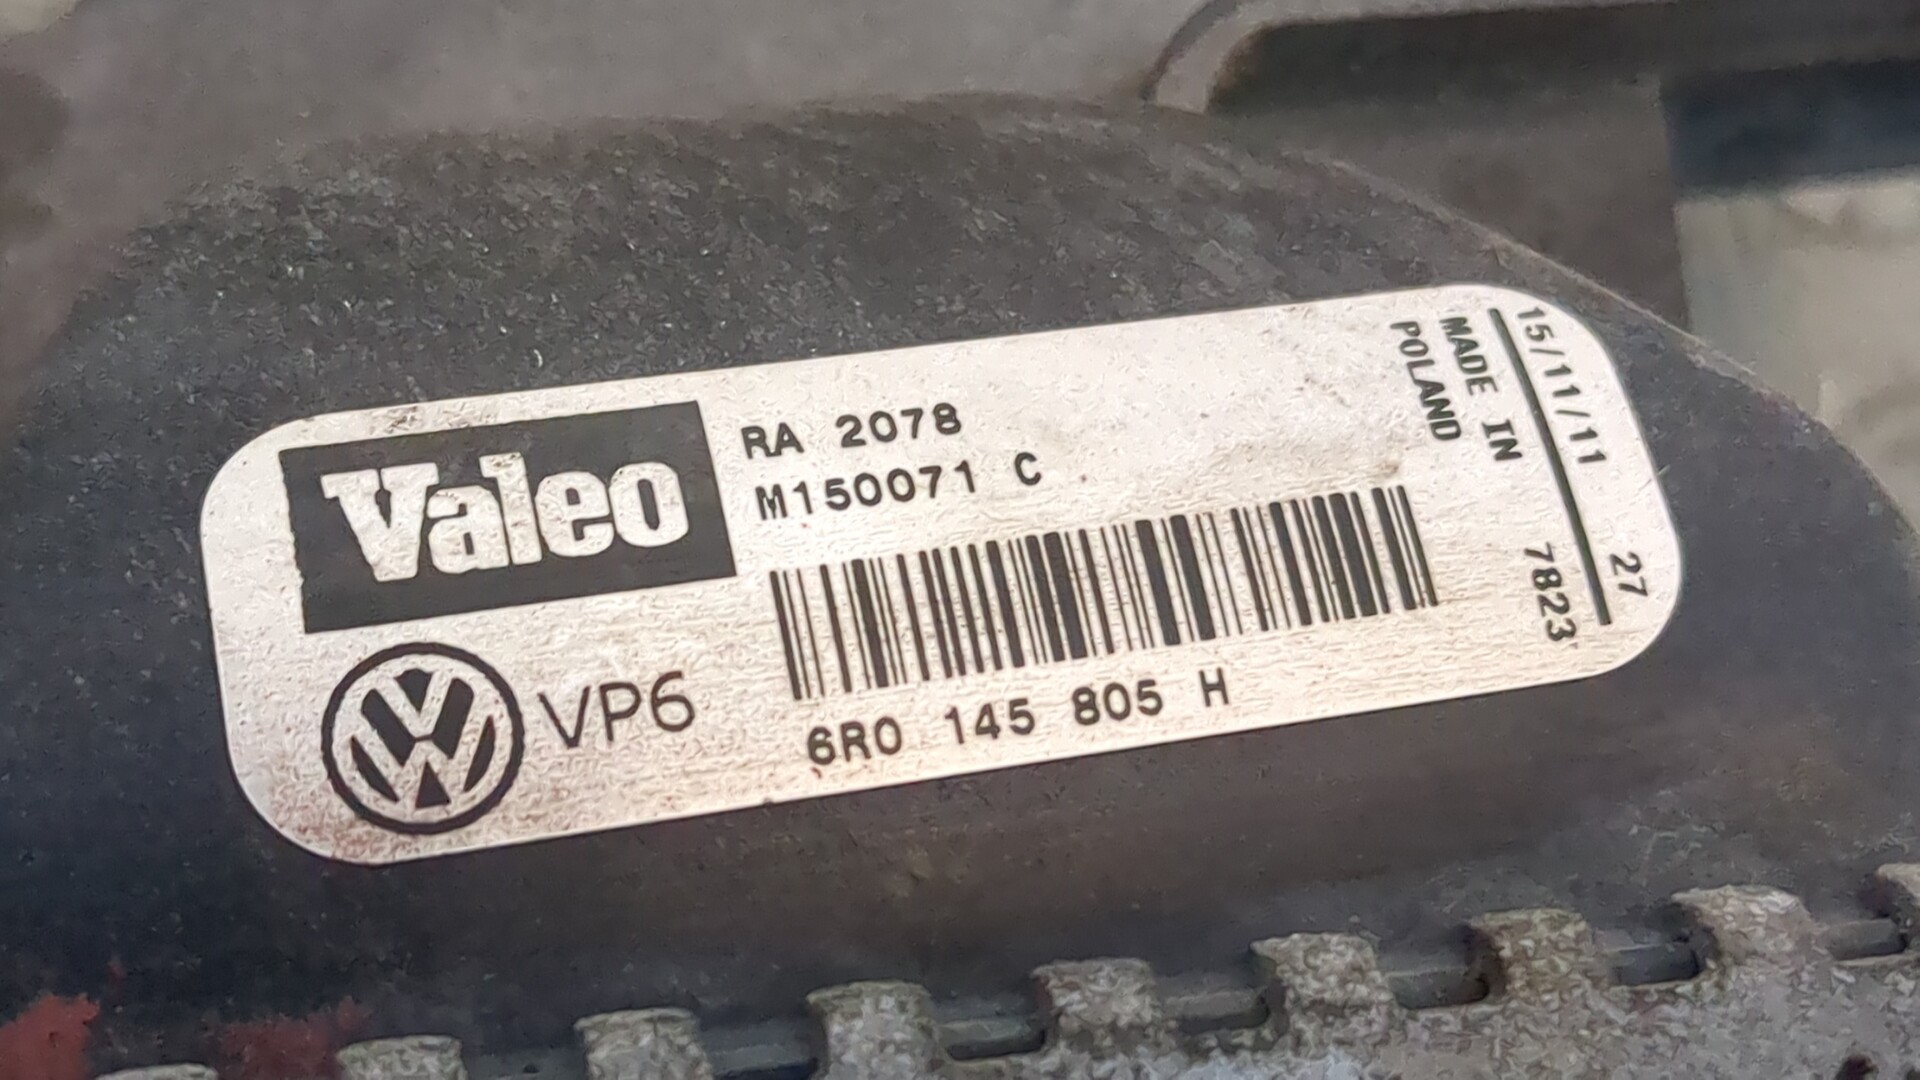 Valeo
RA 2078
M150071 C
VP6
6R0 145 805 H
MADE IN
POLAND
15/11/11 27
7823